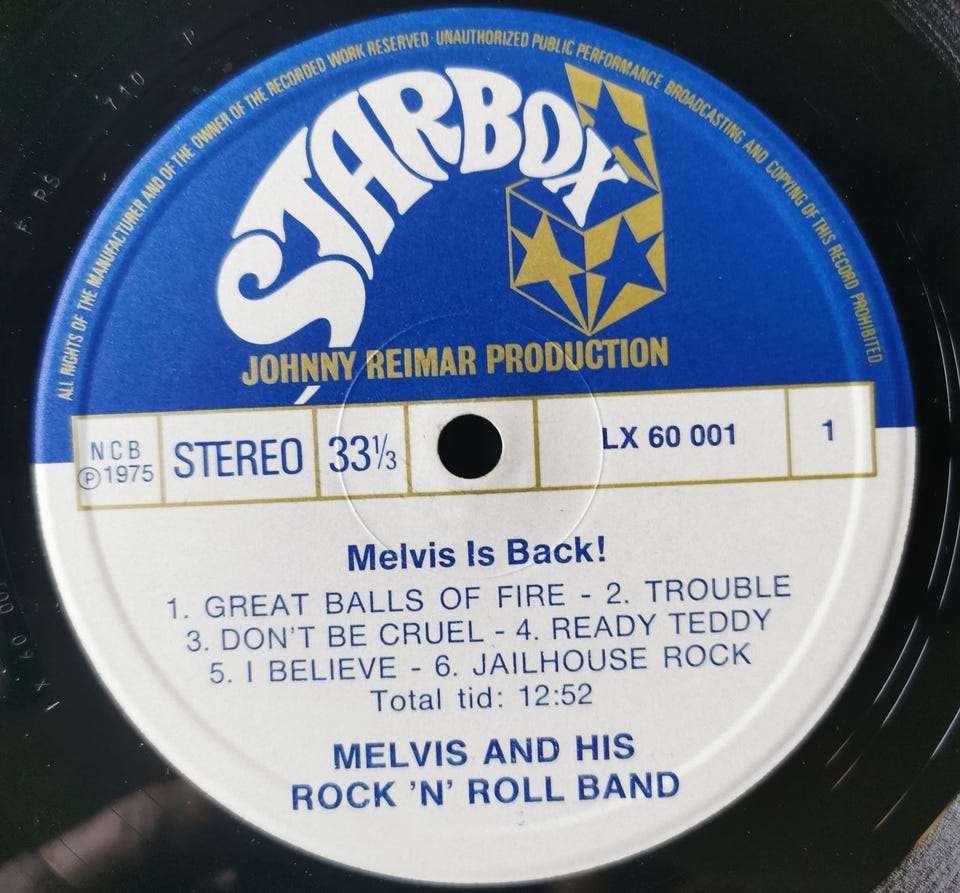 ALL RIGHTS OF THE MANUFACTURER AND OF THE OWNER OF THE RECORDED WORK RESERVED · UNAUTHORIZED PUBLIC PERFORMANCE BROADCASTING AND COPYING OF THIS RECORD PROHIBITED.
STARBOX
JOHNNY REIMAR PRODUCTION
NCB
Ⓟ1975
STEREO
33⅓
LX 60 001
1
Melvis Is Back!
1. GREAT BALLS OF FIRE - 2. TROUBLE
3. DON'T BE CRUEL - 4. READY TEDDY
5. I BELIEVE - 6. JAILHOUSE ROCK
Total tid: 12:52
MELVIS AND HIS
ROCK 'N' ROLL BAND
710